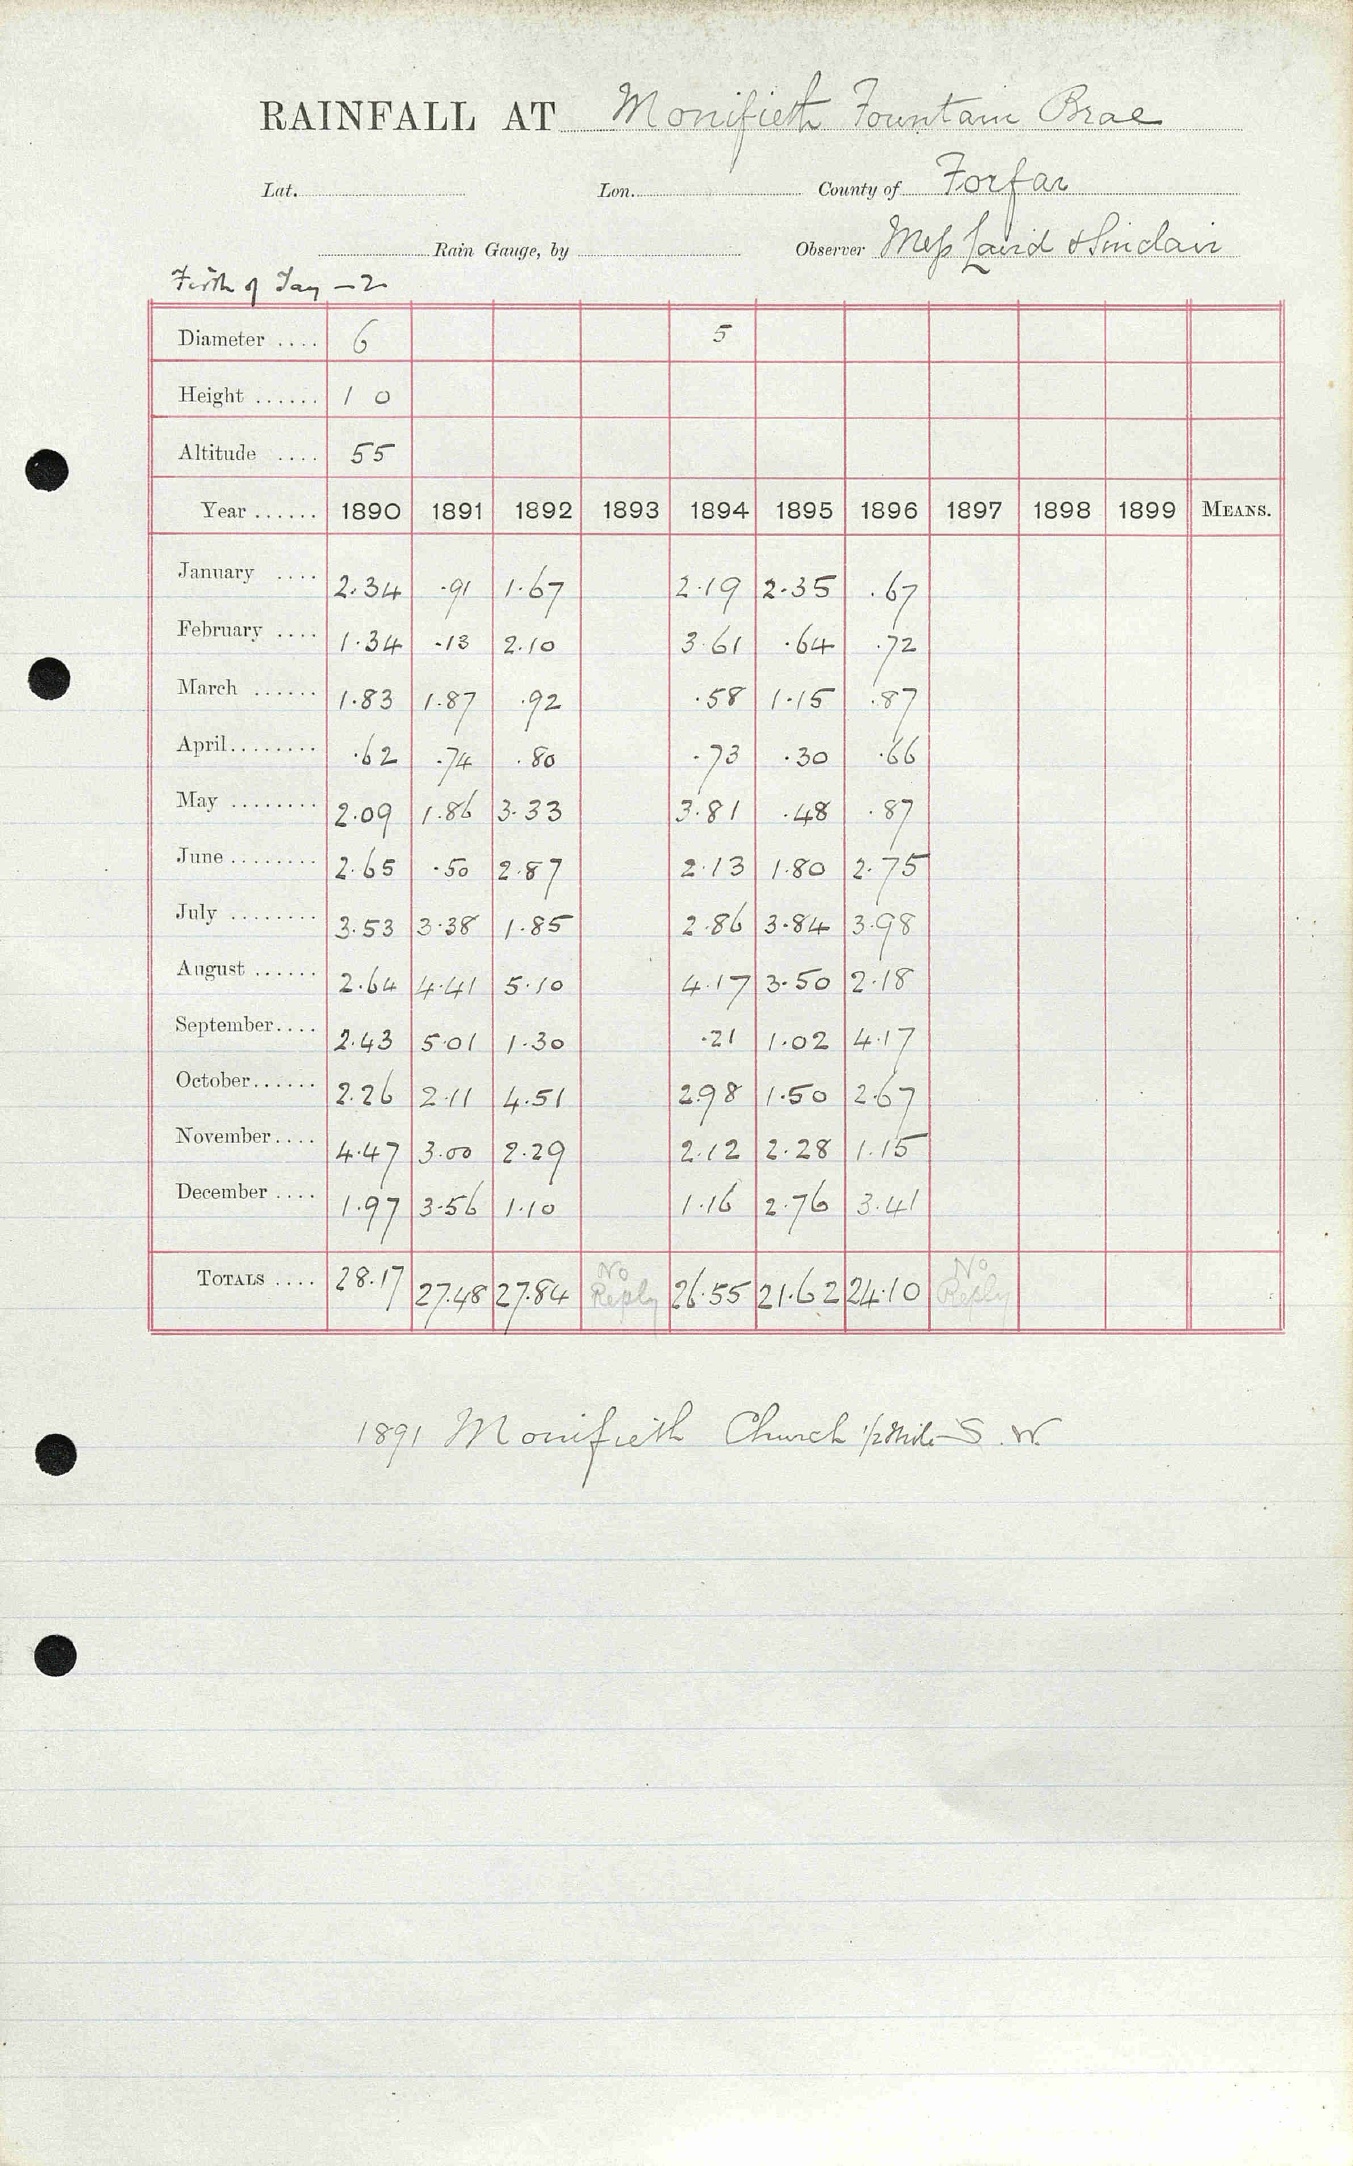 RAINFALL AT Monifieth Fountain Brae
Lat. Lon. County of Forfar
Rain Gauge, by Observer Mess Laird & Sinclair
Firth of Tay - 2
Diameter .... 6 5
Height ...... 1 0
Altitude .... 55
Year ...... 1890 1891 1892 1893 1894 1895 1896 1897 1898 1899 MEANS.
January .... 2.34 .91 1.67 2.19 2.35 .67
February .... 1.34 .13 2.10 3.61 .64 .72
March ...... 1.83 1.87 .92 .58 1.15 .87
April........ .62 .74 .80 .73 .30 .66
May ........ 2.09 1.86 3.33 3.81 .48 .87
June ........ 2.65 .50 2.87 2.13 1.80 2.75
July ........ 3.53 3.38 1.85 2.86 3.84 3.98
August ...... 2.64 4.41 5.10 4.17 3.50 2.18
September.... 2.43 5.01 1.30 .21 1.02 4.17
October...... 2.26 2.11 4.51 2.98 1.50 2.67
November.... 4.47 3.00 2.29 2.12 2.28 1.15
December .... 1.97 3.56 1.10 1.16 2.76 3.41
TOTALS .... 28.17 27.48 27.84 No Reply 26.55 21.62 24.10 No Reply
1891 Monifieth Church 1/2 Mile S.W.